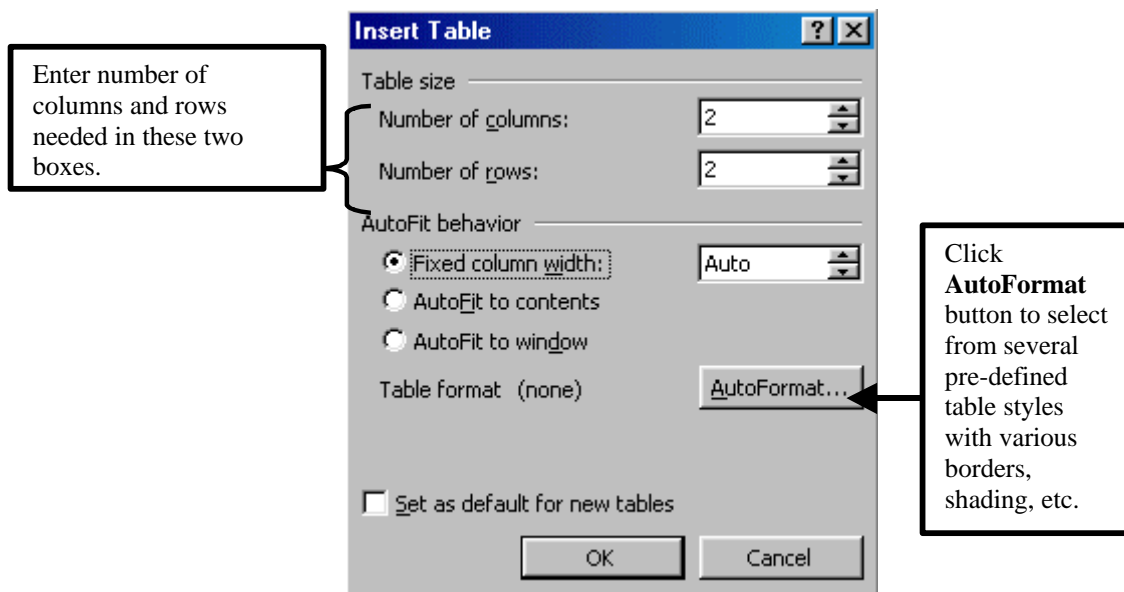 Insert Table
Enter number of
columns and rows
needed in these two
boxes.
Table size
Number of columns:
2
Number of rows:
2
AutoFit behavior
Fixed column width:
Auto
AutoFit to contents
AutoFit to window
Table format (none)
AutoFormat...
Click
AutoFormat
button to select
from several
pre-defined
table styles
with various
borders,
shading, etc.
Set as default for new tables
OK
Cancel